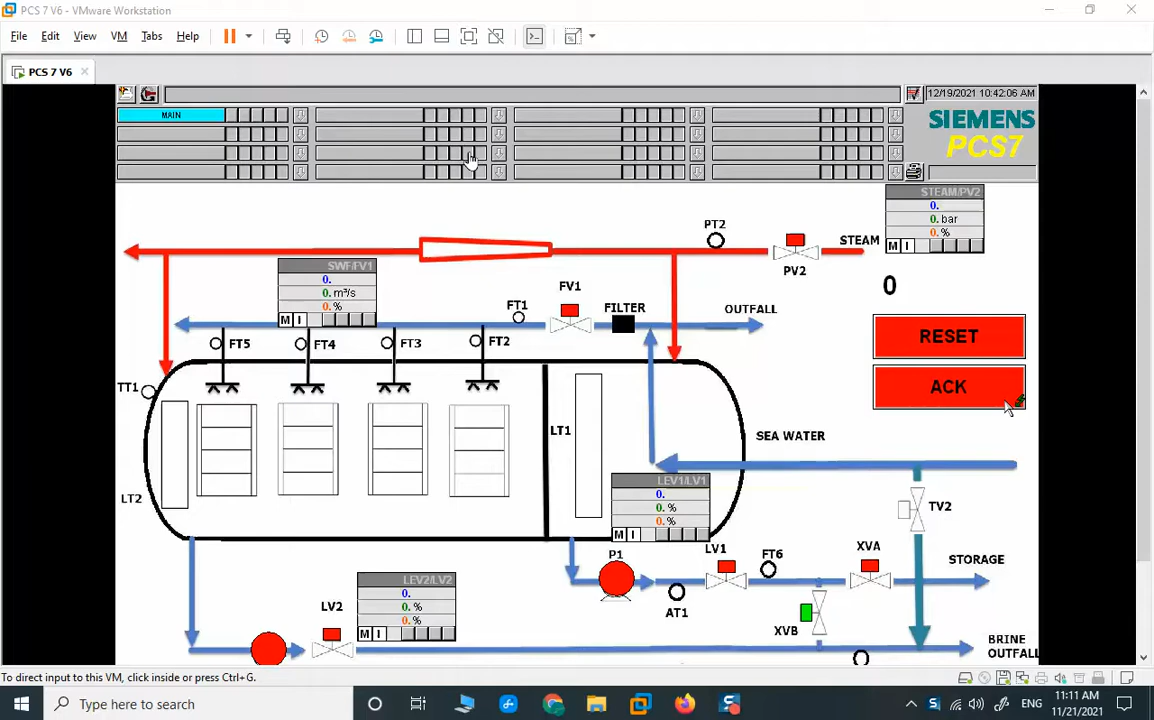 PCS 7 V6 - VMware Workstation
File Edit View VM Tabs Help
PCS 7 V6
12/19/2021 10:42:06 AM
MAIN
SIEMENS
PCS7
STEAM/PV2
0.
0. bar
0. %
M I
PT2
STEAM
PV2
0
SWF/FV1
0.
0. m³/s
0. %
M I
FV1
FT1
FILTER
OUTFALL
RESET
FT5
FT4
FT3
FT2
TT1
ACK
LT1
SEA WATER
LT2
LEV1/LV1
0.
0. %
0. %
M I
TV2
P1
LV1
FT6
XVA
STORAGE
AT1
LEV2/LV2
0.
0. %
0. %
M I
LV2
XVB
BRINE
OUTFALL
To direct input to this VM, click inside or press Ctrl+G.
Type here to search
ENG
11:11 AM
11/21/2021